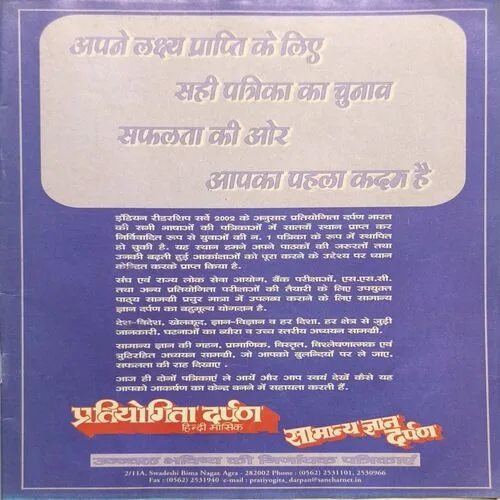 अपने लक्ष्य प्राप्ति के लिए
सही पत्रिका का चुनाव
सफलता की ओर
आपका पहला कदम है
इंडियन रीडरशिप सर्वे 2002 के अनुसार प्रतियोगिता दर्पण भारत
की सभी भाषाओं की पत्रिकाओं में सातवाँ स्थान प्राप्त कर
निर्विवादित रूप से युवाओं की न. 1 पत्रिका के रूप में स्थापित
हो चुकी है. यह स्थान हमने अपने पाठकों की जरूरतों तथा
उनकी बढ़ती हुई आकांक्षाओं को पूरा करने के उद्देश्य पर ध्यान
केन्द्रित करके प्राप्त किया है.
संघ एवं राज्य लोक सेवा आयोग, बैंक परीक्षाओं, एस.एस.सी.
तथा अन्य प्रतियोगिता परीक्षाओं की तैयारी के लिए उपयुक्त
पाठ्य सामग्री प्रचुर मात्रा में उपलब्ध कराने के लिए सामान्य
ज्ञान दर्पण का बहुमूल्य योगदान है.
देश-विदेश, खेलकूद, ज्ञान-विज्ञान व हर दिशा, हर क्षेत्र से जुड़ी
जानकारी, घटनाओं का ब्यौरा व उच्च स्तरीय अध्ययन सामग्री.
सामान्य ज्ञान की गहन, प्रामाणिक, विस्तृत, विश्लेषणात्मक एवं
त्रुटिरहित अध्ययन सामग्री, जो आपको बुलन्दियों पर ले जाए,
सफलता की राह दिखाए .
आज ही दोनों पत्रिकाएं ले आयें और आप स्वयं देखें कैसे यह
आपको आकर्षण का केन्द्र बनने में सहायता करती हैं.
प्रतियोगिता दर्पण
हिन्दी मासिक
सामान्य ज्ञान
दर्पण
उज्ज्वल भविष्य की निर्णायक पत्रिकाएँ
2/11A, Swadeshi Bima Nagar, Agra - 282002 Phone : (0562) 2531101, 2530966
Fax : (0562) 2531940 e-mail : pratiyogita_darpan@sancharnet.in